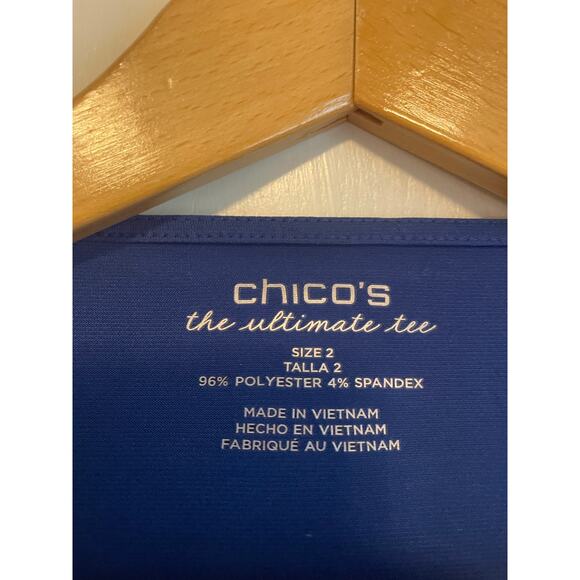 chico's
the ultimate tee
SIZE 2
TALLA 2
96% POLYESTER 4% SPANDEX
MADE IN VIETNAM
HECHO EN VIETNAM
FABRIQUÉ AU VIETNAM